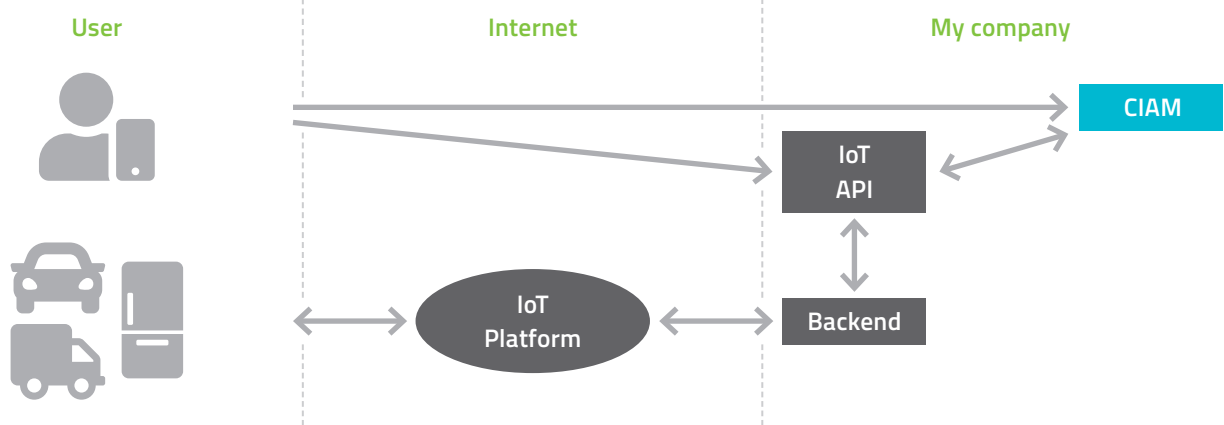 User
Internet
My company
CIAM
IoT
API
IoT
Platform
Backend